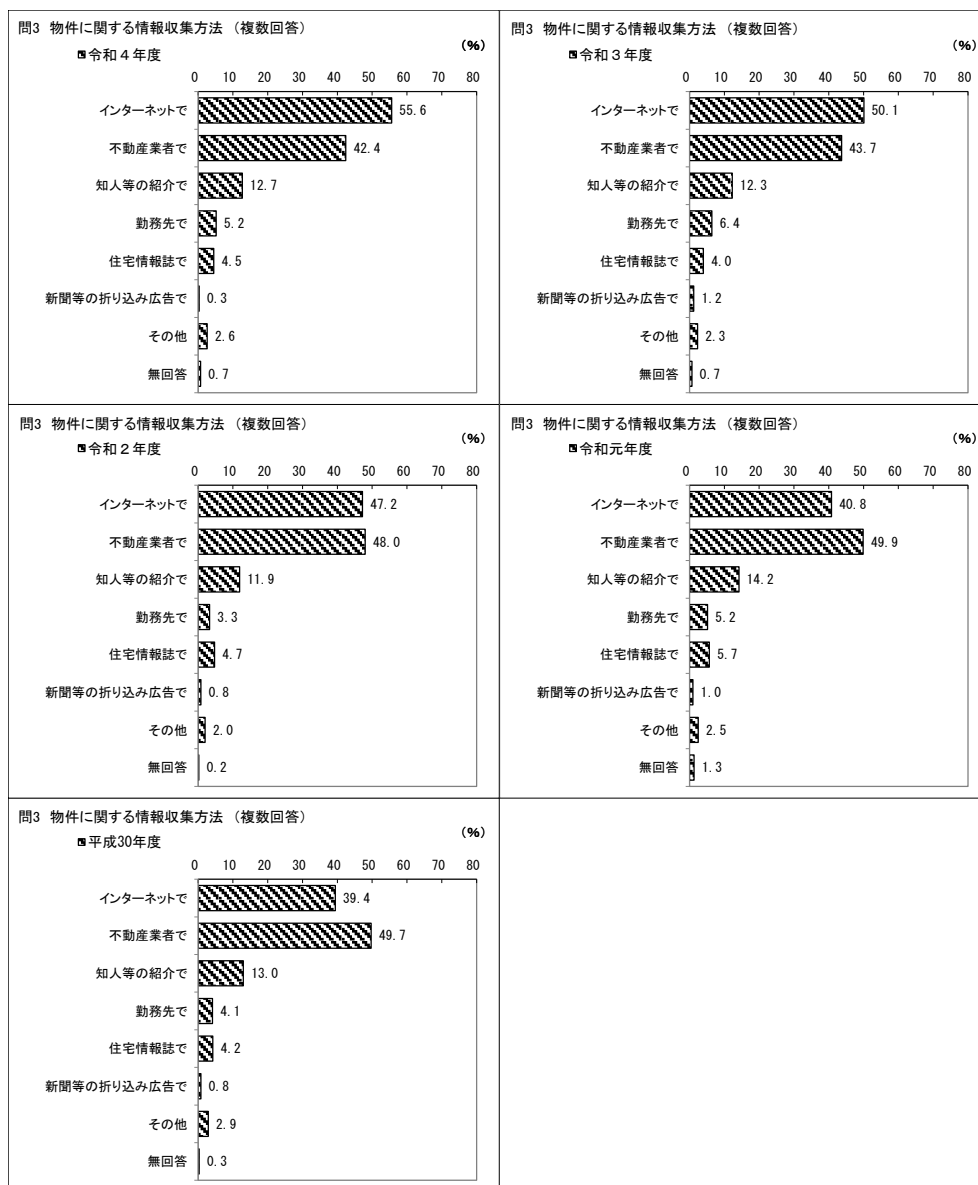 問3 物件に関する情報収集方法 （複数回答）
(%)
令和４年度
0 10 20 30 40 50 60 70 80
インターネットで 55.6
不動産業者で 42.4
知人等の紹介で 12.7
勤務先で 5.2
住宅情報誌で 4.5
新聞等の折り込み広告で 0.3
その他 2.6
無回答 0.7
問3 物件に関する情報収集方法 （複数回答）
(%)
令和３年度
0 10 20 30 40 50 60 70 80
インターネットで 50.1
不動産業者で 43.7
知人等の紹介で 12.3
勤務先で 6.4
住宅情報誌で 4.0
新聞等の折り込み広告で 1.2
その他 2.3
無回答 0.7
問3 物件に関する情報収集方法 （複数回答）
(%)
令和２年度
0 10 20 30 40 50 60 70 80
インターネットで 47.2
不動産業者で 48.0
知人等の紹介で 11.9
勤務先で 3.3
住宅情報誌で 4.7
新聞等の折り込み広告で 0.8
その他 2.0
無回答 0.2
問3 物件に関する情報収集方法 （複数回答）
(%)
令和元年度
0 10 20 30 40 50 60 70 80
インターネットで 40.8
不動産業者で 49.9
知人等の紹介で 14.2
勤務先で 5.2
住宅情報誌で 5.7
新聞等の折り込み広告で 1.0
その他 2.5
無回答 1.3
問3 物件に関する情報収集方法 （複数回答）
(%)
平成30年度
0 10 20 30 40 50 60 70 80
インターネットで 39.4
不動産業者で 49.7
知人等の紹介で 13.0
勤務先で 4.1
住宅情報誌で 4.2
新聞等の折り込み広告で 0.8
その他 2.9
無回答 0.3